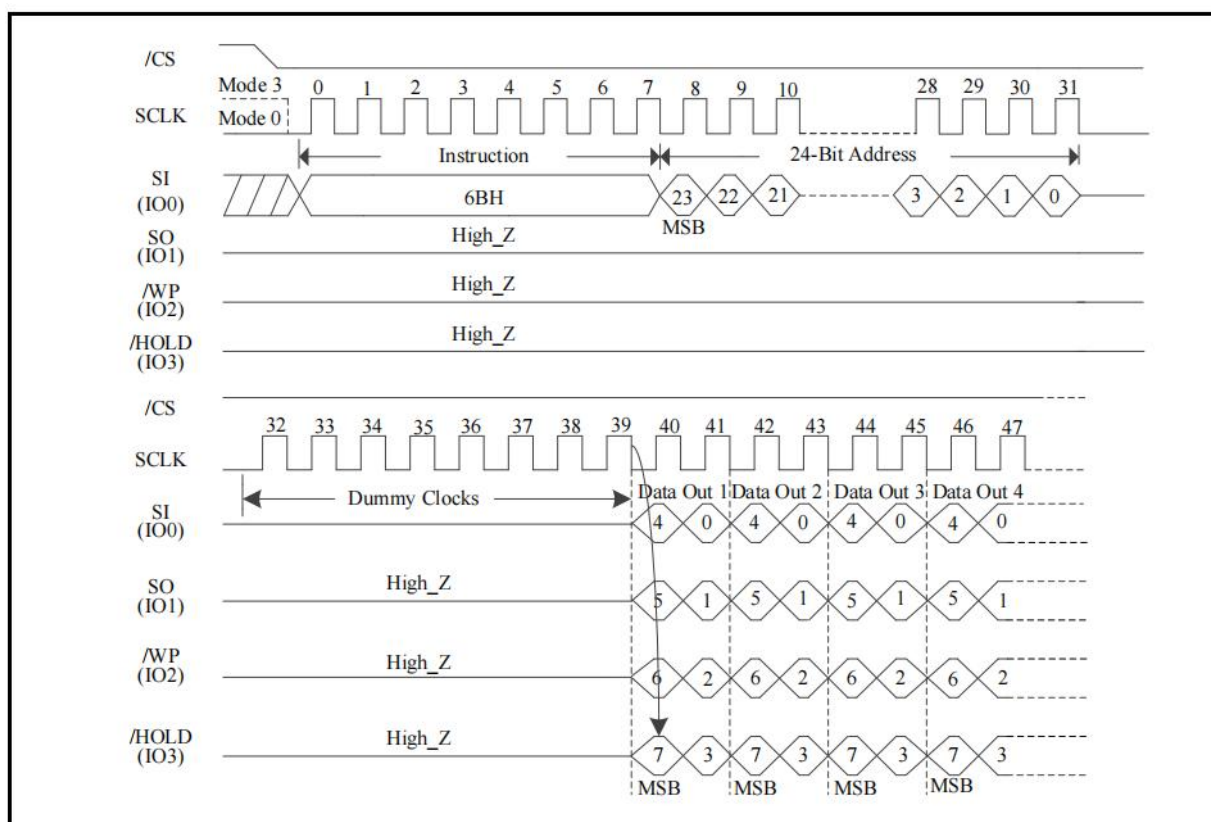 /CS
Mode 3 0 1 2 3 4 5 6 7 8 9 10 28 29 30 31
SCLK Mode 0
Instruction 24-Bit Address
SI
(IO0) 6BH 23 22 21 3 2 1 0
MSB
SO High_Z
(IO1)
/WP High_Z
(IO2)
/HOLD High_Z
(IO3)
/CS
32 33 34 35 36 37 38 39 40 41 42 43 44 45 46 47
SCLK
Dummy Clocks Data Out 1 Data Out 2 Data Out 3 Data Out 4
SI
(IO0) 4 0 4 0 4 0 4 0
SO High_Z
(IO1) 5 1 5 1 5 1 5 1
/WP High_Z
(IO2) 6 2 6 2 6 2 6 2
/HOLD High_Z
(IO3) 7 3 7 3 7 3 7 3
MSB MSB MSB MSB